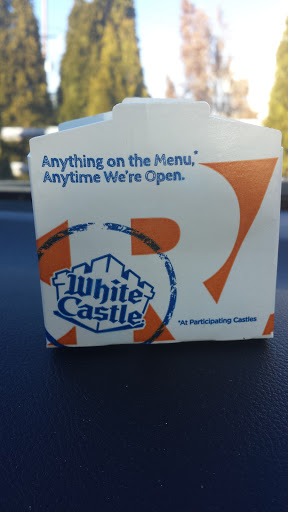 Anything on the Menu,*
Anytime We're Open.
White
Castle
*At Participating Castles